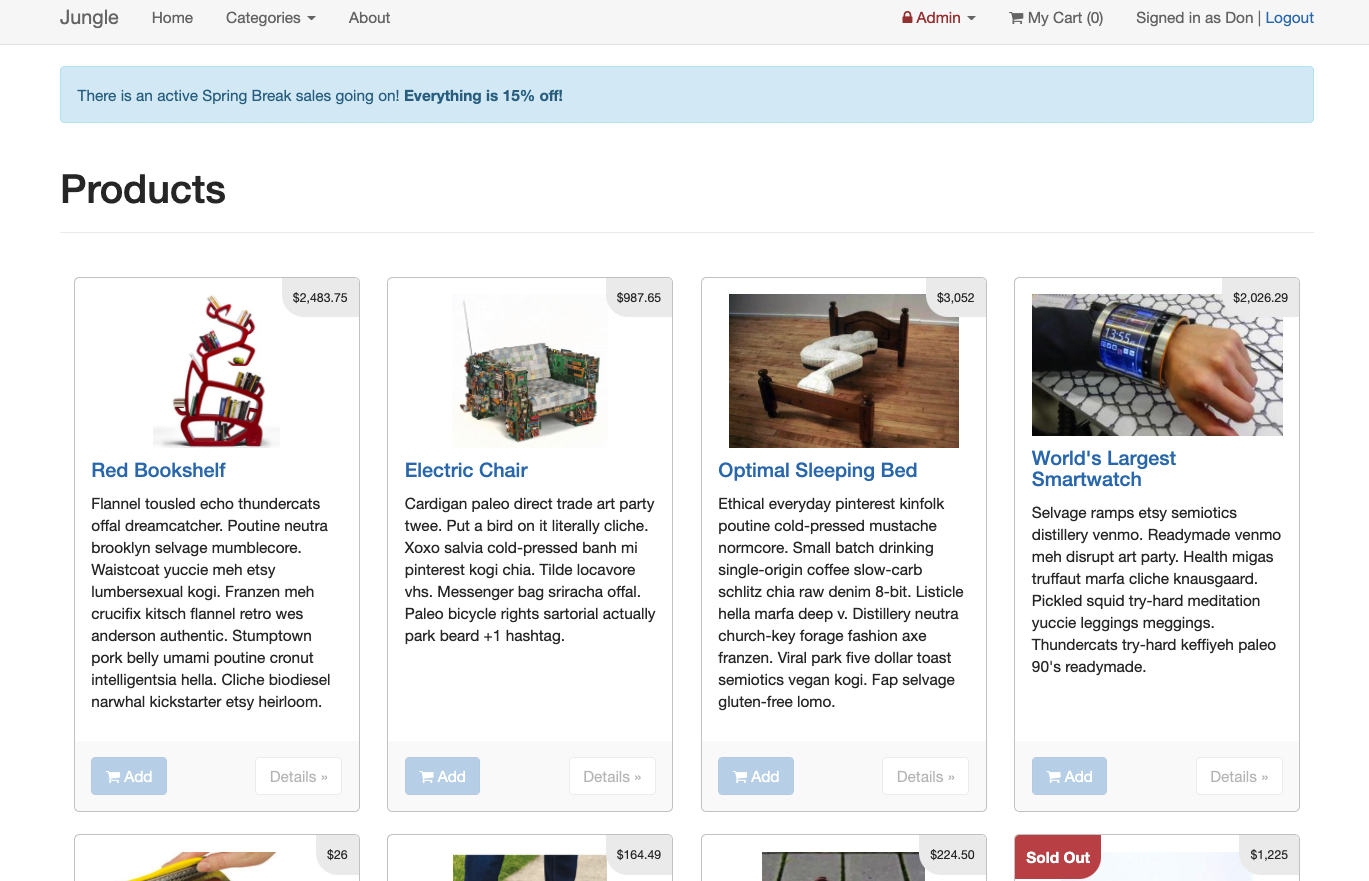 Jungle Home Categories About Admin My Cart (0) Signed in as Don | Logout
There is an active Spring Break sales going on! Everything is 15% off!
Products
$2,483.75
Red Bookshelf
Flannel tousled echo thundercats
offal dreamcatcher. Poutine neutra
brooklyn selvage mumblecore.
Waistcoat yuccie meh etsy
lumbersexual kogi. Franzen meh
crucifix kitsch flannel retro wes
anderson authentic. Stumptown
pork belly umami poutine cronut
intelligentsia hella. Cliche biodiesel
narwhal kickstarter etsy heirloom.
Add Details »
$987.65
Electric Chair
Cardigan paleo direct trade art party
twee. Put a bird on it literally cliche.
Xoxo salvia cold-pressed banh mi
pinterest kogi chia. Tilde locavore
vhs. Messenger bag sriracha offal.
Paleo bicycle rights sartorial actually
park beard +1 hashtag.
Add Details »
$3,052
Optimal Sleeping Bed
Ethical everyday pinterest kinfolk
poutine cold-pressed mustache
normcore. Small batch drinking
single-origin coffee slow-carb
schlitz chia raw denim 8-bit. Listicle
hella marfa deep v. Distillery neutra
church-key forage fashion axe
franzen. Viral park five dollar toast
semiotics vegan kogi. Fap selvage
gluten-free lomo.
Add Details »
$2,026.29
13:55
World's Largest
Smartwatch
Selvage ramps etsy semiotics
distillery venmo. Readymade venmo
meh disrupt art party. Health migas
truffaut marfa cliche knausgaard.
Pickled squid try-hard meditation
yuccie leggings meggings.
Thundercats try-hard keffiyeh paleo
90's readymade.
Add Details »
$26
$164.49
$224.50
Sold Out $1,225